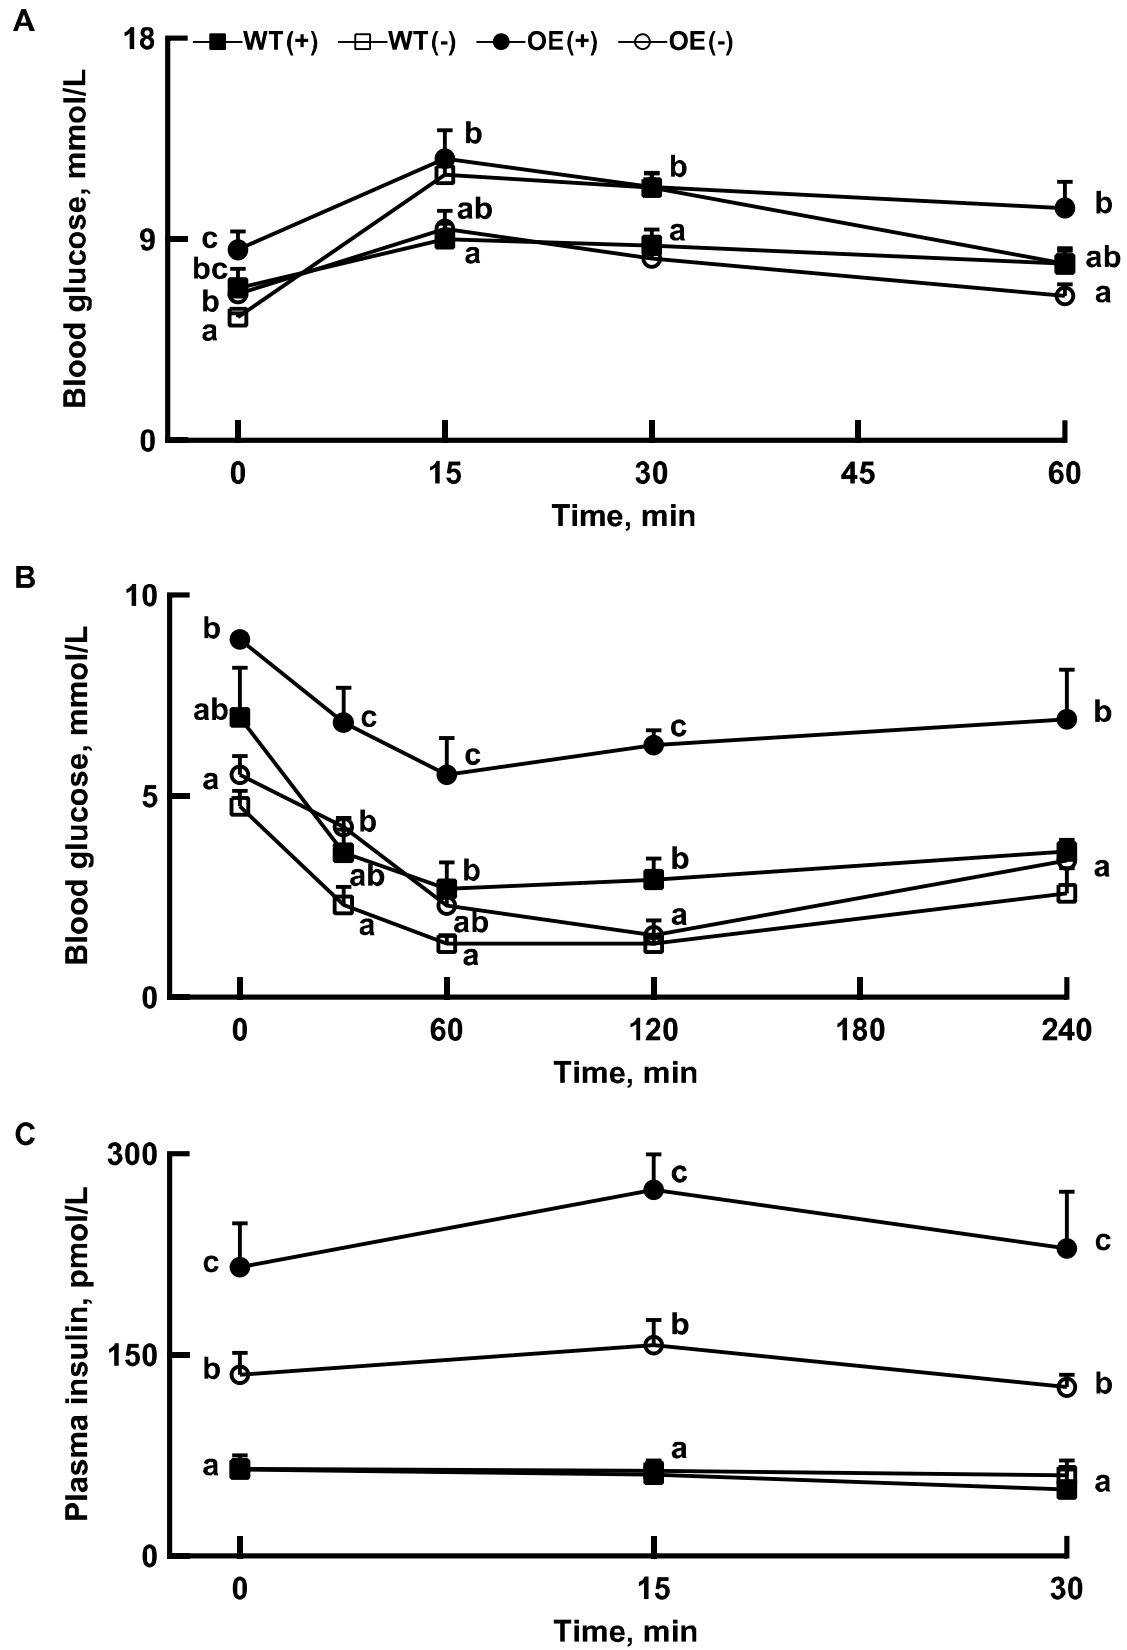 A
18
WT(+) WT(-) OE(+) OE(-)
b
b
c
ab
a
b
9
bc
a
ab
b
a
a
0
0 15 30 45 60
Time, min
Blood glucose, mmol/L
B
10
b
ab
c
c
c
b
a
5
b
ab
b
b
a
a
ab
a
a
0
0 60 120 180 240
Time, min
Blood glucose, mmol/L
C
300
c
c
c
b
150
b
b
a
a
a
0
0 15 30
Time, min
Plasma insulin, pmol/L